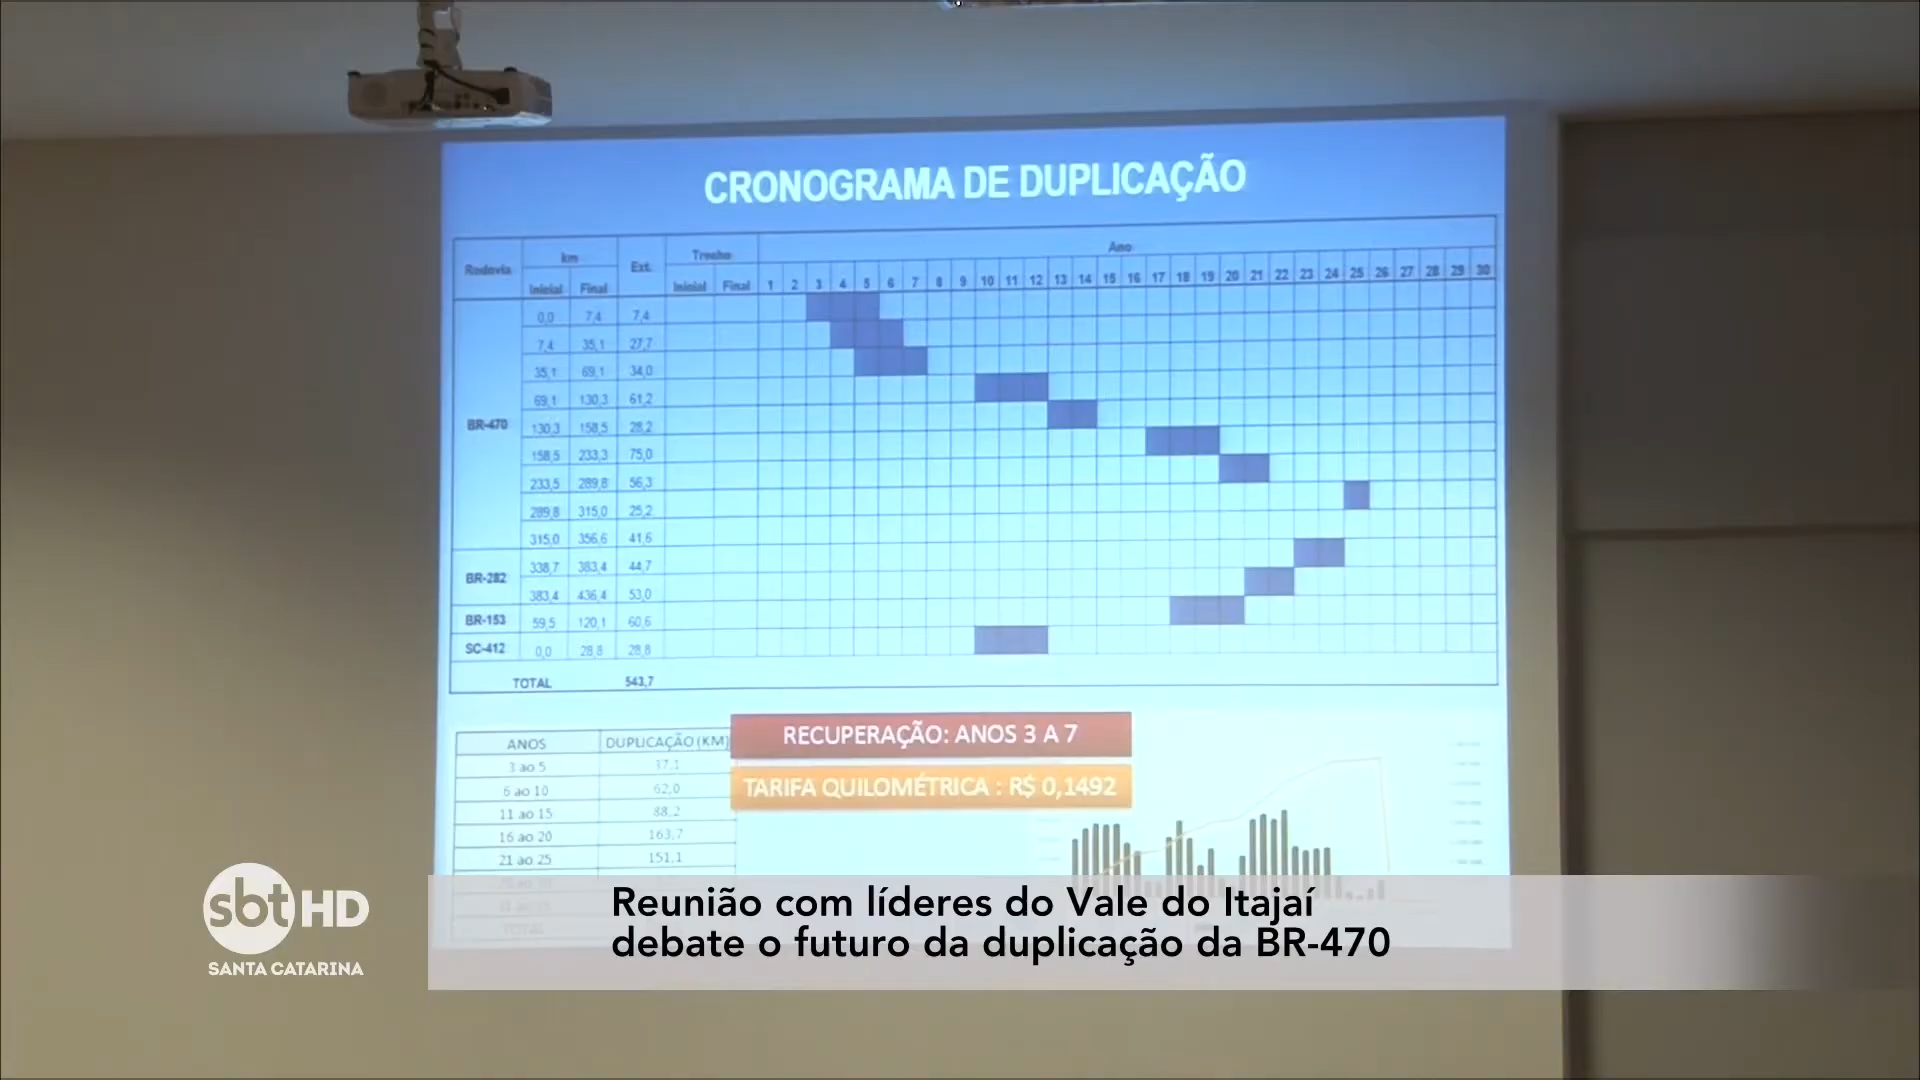 CRONOGRAMA DE DUPLICAÇÃO
Rodovia km Ext. Trecho Ano
Inicial Final Inicial Final 1 2 3 4 5 6 7 8 9 10 11 12 13 14 15 16 17 18 19 20 21 22 23 24 25 26 27 28 29 30
0,0 7,4 7,4
7,4 35,1 27,7
35,1 69,1 34,0
69,1 130,3 61,2
BR-470 130,3 158,5 28,2
158,5 233,3 75,0
233,5 289,8 56,3
289,8 315,0 25,2
315,0 356,6 41,6
BR-282 338,7 383,4 44,7
383,4 436,4 53,0
BR-153 59,5 120,1 60,6
SC-412 0,0 28,8 28,8
TOTAL 543,7
ANOS DUPLICAÇÃO (KM)
3 ao 5 37,1
6 ao 10 62,0
11 ao 15 88,2
16 ao 20 163,7
21 ao 25 151,1
RECUPERAÇÃO: ANOS 3 A 7
TARIFA QUILOMÉTRICA : R$ 0,1492
sbt HD
SANTA CATARINA
Reunião com líderes do Vale do Itajaí
debate o futuro da duplicação da BR-470